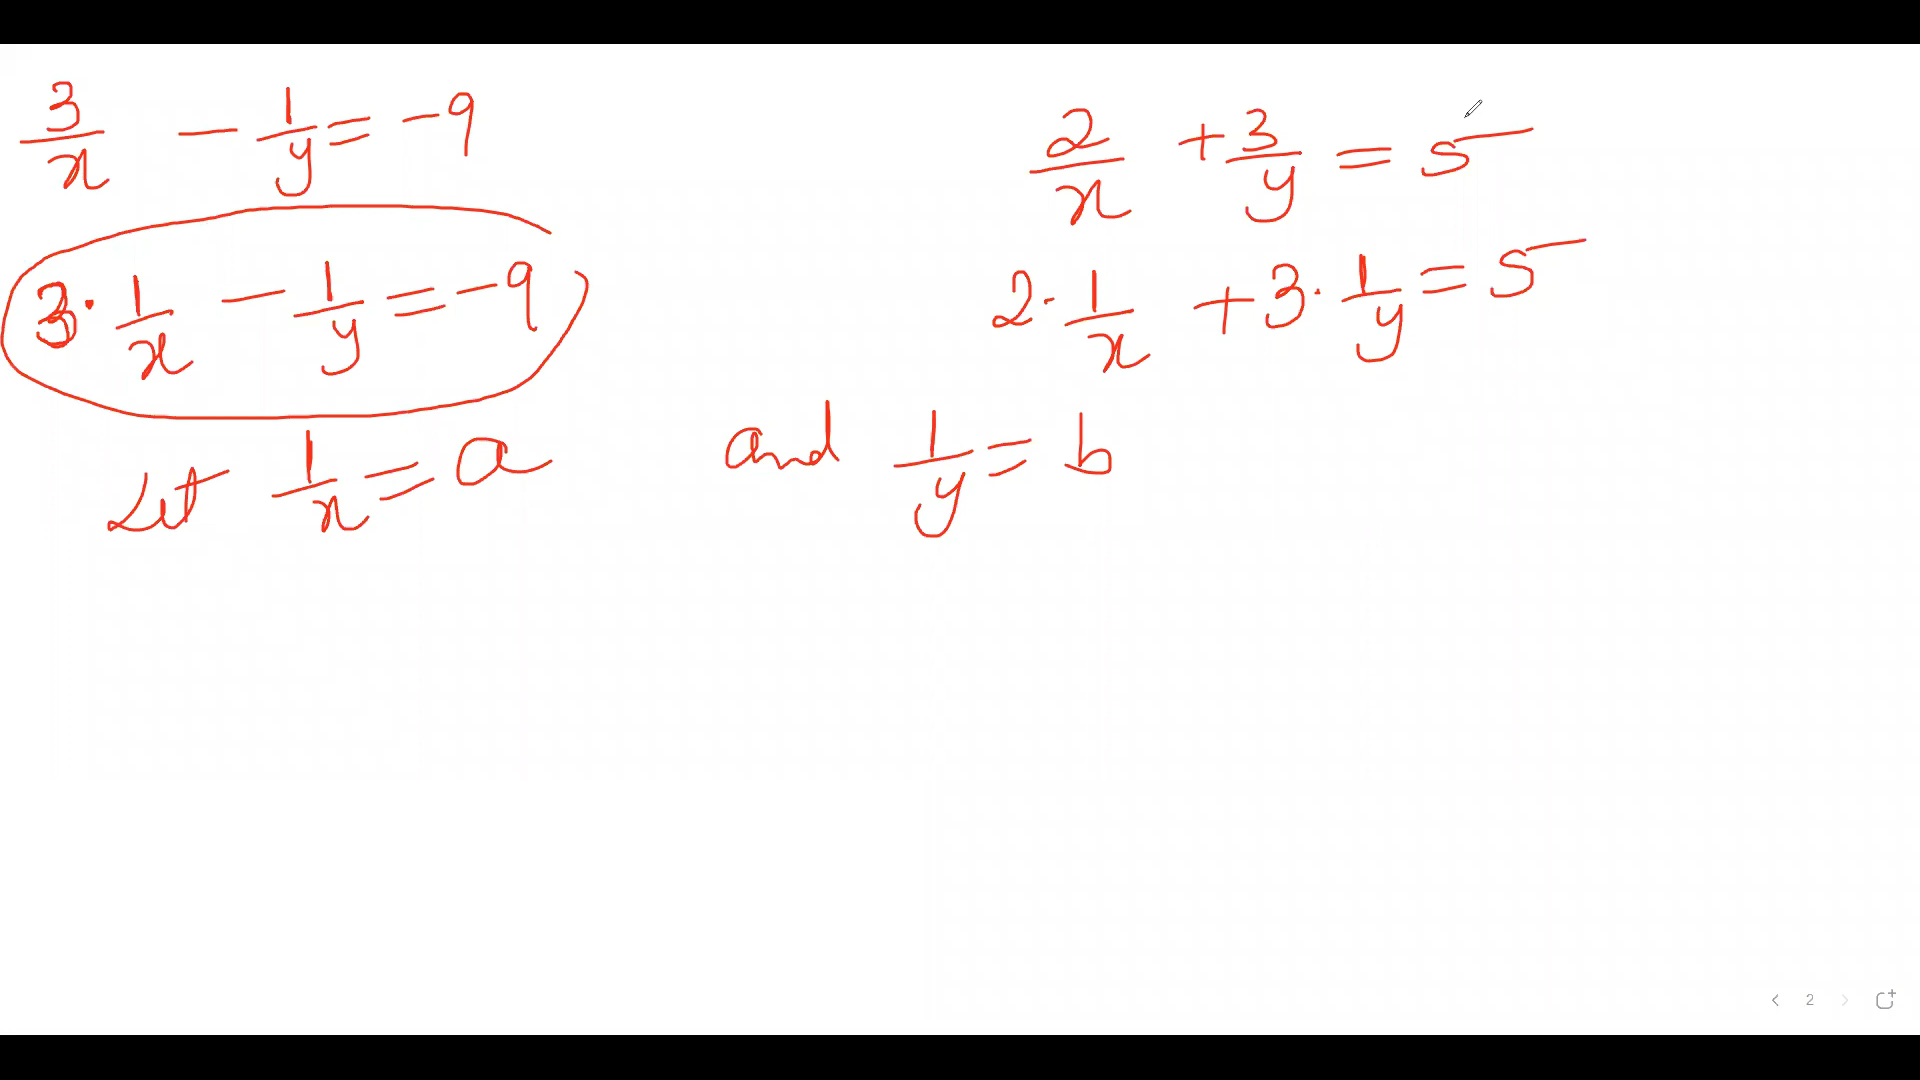 3/x - 1/y = -9
2/x + 3/y = 5
3· 1/x - 1/y = -9
2· 1/x + 3· 1/y = 5
Let 1/x = a and 1/y = b
2